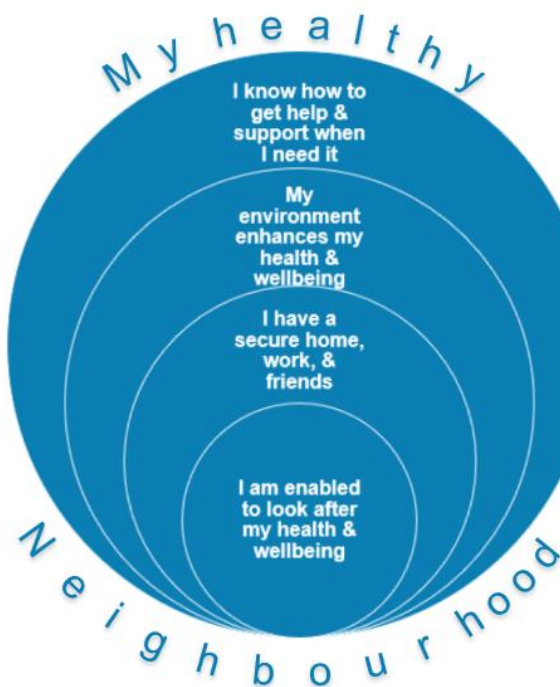 My healthy
I know how to
get help &
support when
I need it
My
environment
enhances my
health &
wellbeing
I have a
secure home,
work, &
friends
I am enabled
to look after
my health &
wellbeing
Neighbourhood